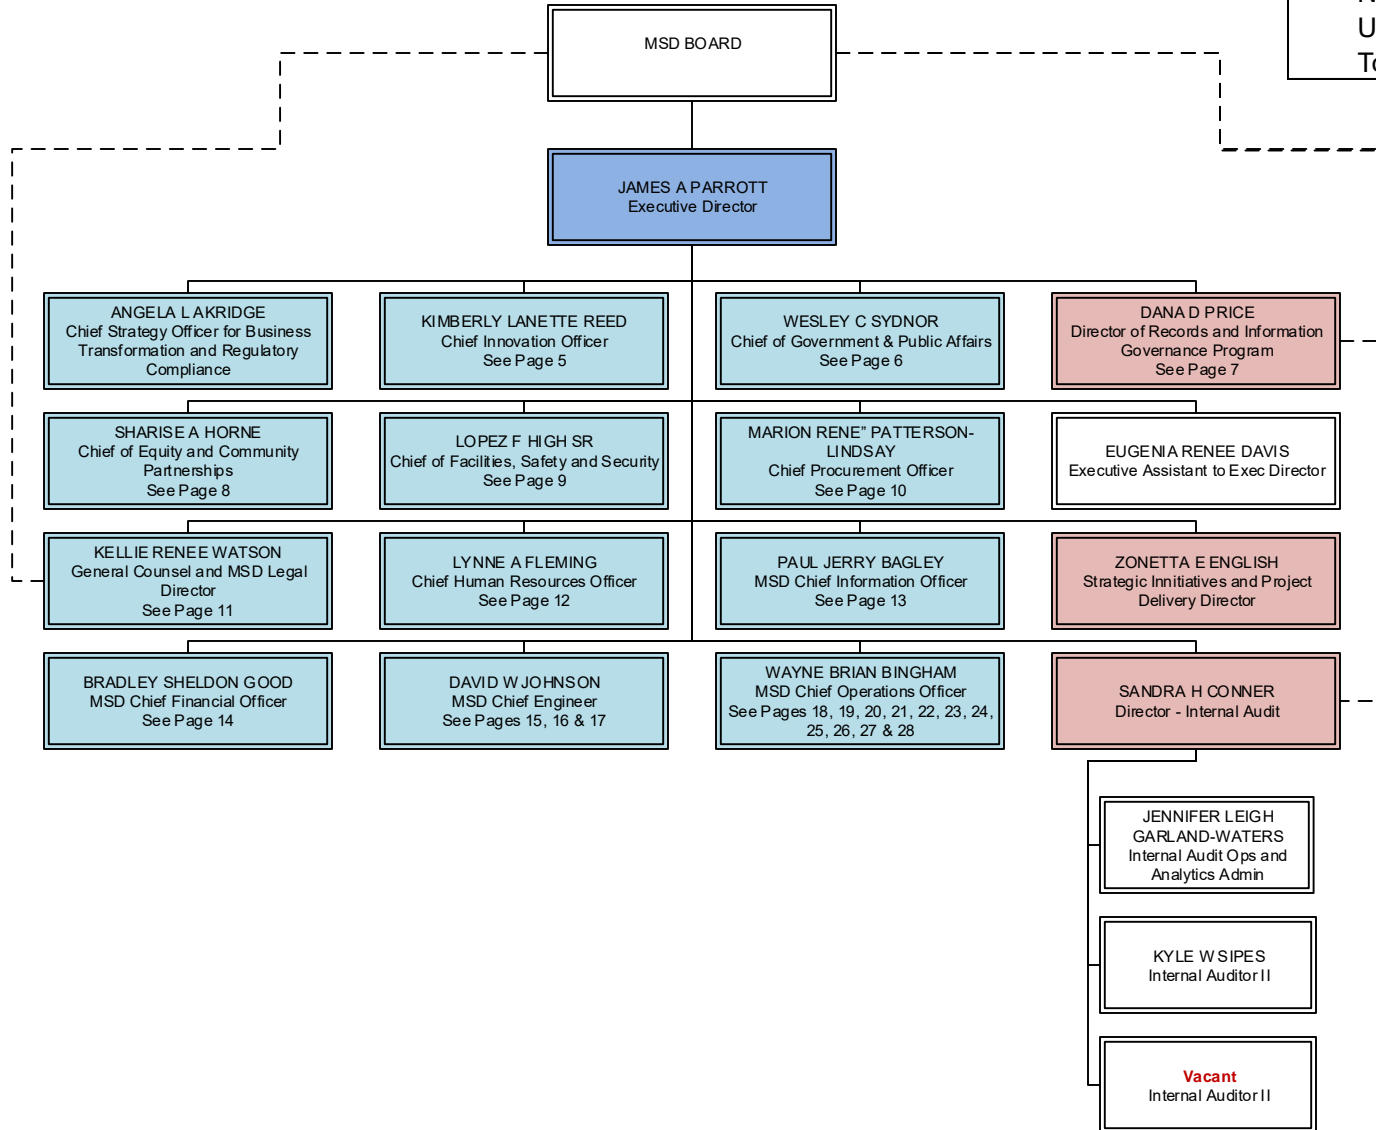 MSD BOARD
U
To
JAMES A PARROTT
Executive Director
ANGELA L AKRIDGE
Chief Strategy Officer for Business
Transformation and Regulatory
Compliance
KIMBERLY LANETTE REED
Chief Innovation Officer
See Page 5
WESLEY C SYDNOR
Chief of Government & Public Affairs
See Page 6
DANA D PRICE
Director of Records and Information
Governance Program
See Page 7
SHARISE A HORNE
Chief of Equity and Community
Partnerships
See Page 8
LOPEZ F HIGH SR
Chief of Facilities, Safety and Security
See Page 9
MARION RENE" PATTERSON-
LINDSAY
Chief Procurement Officer
See Page 10
EUGENIA RENEE DAVIS
Executive Assistant to Exec Director
KELLIE RENEE WATSON
General Counsel and MSD Legal
Director
See Page 11
LYNNE A FLEMING
Chief Human Resources Officer
See Page 12
PAUL JERRY BAGLEY
MSD Chief Information Officer
See Page 13
ZONETTA E ENGLISH
Strategic Innitiatives and Project
Delivery Director
BRADLEY SHELDON GOOD
MSD Chief Financial Officer
See Page 14
DAVID W JOHNSON
MSD Chief Engineer
See Pages 15, 16 & 17
WAYNE BRIAN BINGHAM
MSD Chief Operations Officer
See Pages 18, 19, 20, 21, 22, 23, 24,
25, 26, 27 & 28
SANDRA H CONNER
Director - Internal Audit
JENNIFER LEIGH
GARLAND-WATERS
Internal Audit Ops and
Analytics Admin
KYLE W SIPES
Internal Auditor II
Vacant
Internal Auditor II